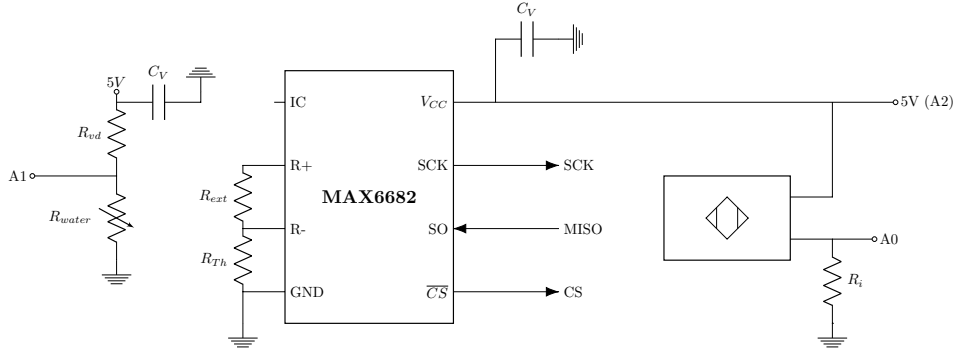 C_V
5V
C_V
R_vd
A1
R_water
IC
R+
R-
GND
R_ext
R_Th
MAX6682
V_CC
SCK
SO
C̅S̅
5V (A2)
SCK
MISO
CS
A0
R_i